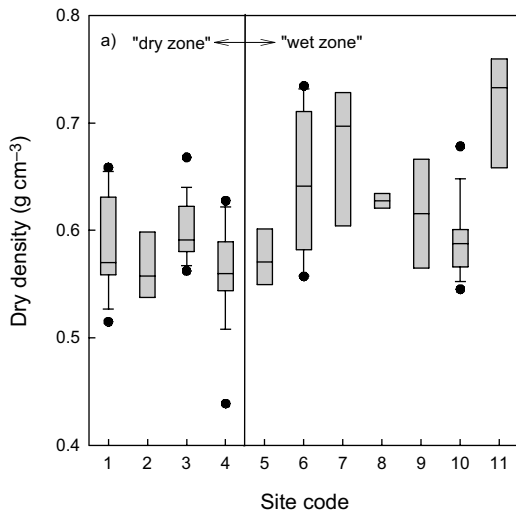 0.8
a) "dry zone" "wet zone"
0.7
0.6
0.5
0.4
Dry density (g cm⁻³)
1 2 3 4 5 6 7 8 9 10 11
Site code